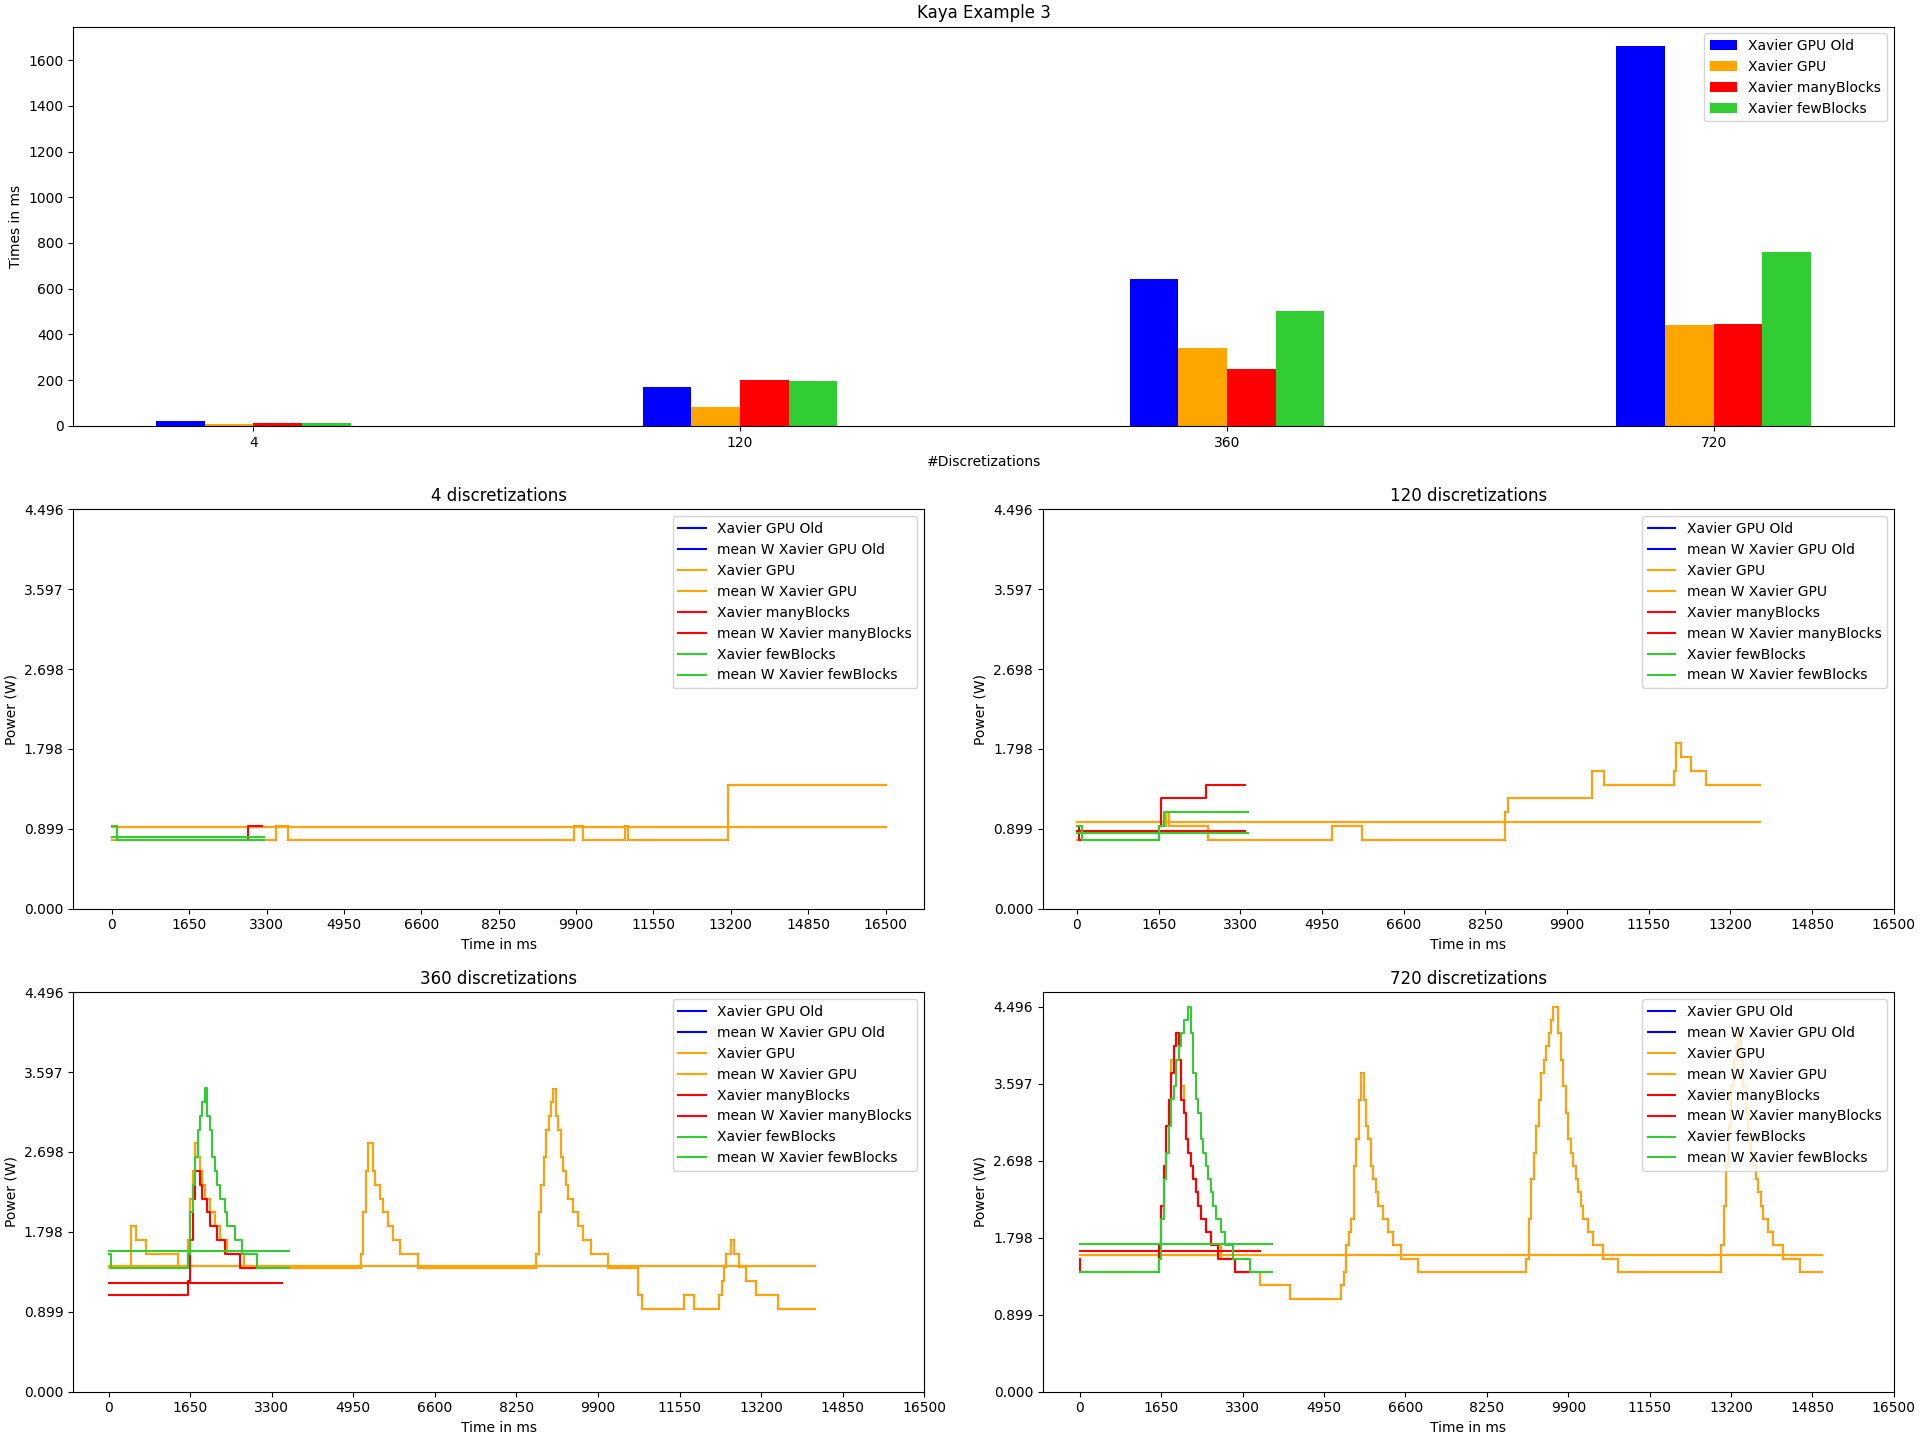 Kaya Example 3
Times in ms
1600
1400
1200
1000
800
600
400
200
0
Xavier GPU Old
Xavier GPU
Xavier manyBlocks
Xavier fewBlocks
4 120 360 720
#Discretizations
4 discretizations
Power (W)
4.496
3.597
2.698
1.798
0.899
0.000
Xavier GPU Old
mean W Xavier GPU Old
Xavier GPU
mean W Xavier GPU
Xavier manyBlocks
mean W Xavier manyBlocks
Xavier fewBlocks
mean W Xavier fewBlocks
0 1650 3300 4950 6600 8250 9900 11550 13200 14850 16500
Time in ms
120 discretizations
Power (W)
4.496
3.597
2.698
1.798
0.899
0.000
Xavier GPU Old
mean W Xavier GPU Old
Xavier GPU
mean W Xavier GPU
Xavier manyBlocks
mean W Xavier manyBlocks
Xavier fewBlocks
mean W Xavier fewBlocks
0 1650 3300 4950 6600 8250 9900 11550 13200 14850 16500
Time in ms
360 discretizations
Power (W)
4.496
3.597
2.698
1.798
0.899
0.000
Xavier GPU Old
mean W Xavier GPU Old
Xavier GPU
mean W Xavier GPU
Xavier manyBlocks
mean W Xavier manyBlocks
Xavier fewBlocks
mean W Xavier fewBlocks
0 1650 3300 4950 6600 8250 9900 11550 13200 14850 16500
Time in ms
720 discretizations
Power (W)
4.496
3.597
2.698
1.798
0.899
0.000
Xavier GPU Old
mean W Xavier GPU Old
Xavier GPU
mean W Xavier GPU
Xavier manyBlocks
mean W Xavier manyBlocks
Xavier fewBlocks
mean W Xavier fewBlocks
0 1650 3300 4950 6600 8250 9900 11550 13200 14850 16500
Time in ms